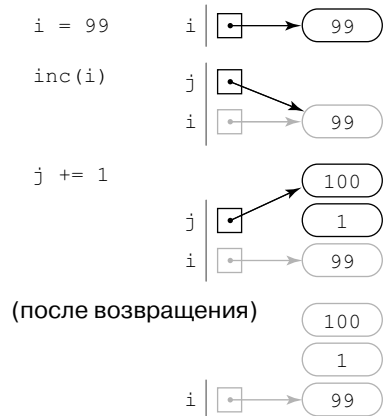 i = 99 i 99
inc(i) j
i 99
j += 1 100
j 1
i 99
(после возвращения) 100
1
i 99